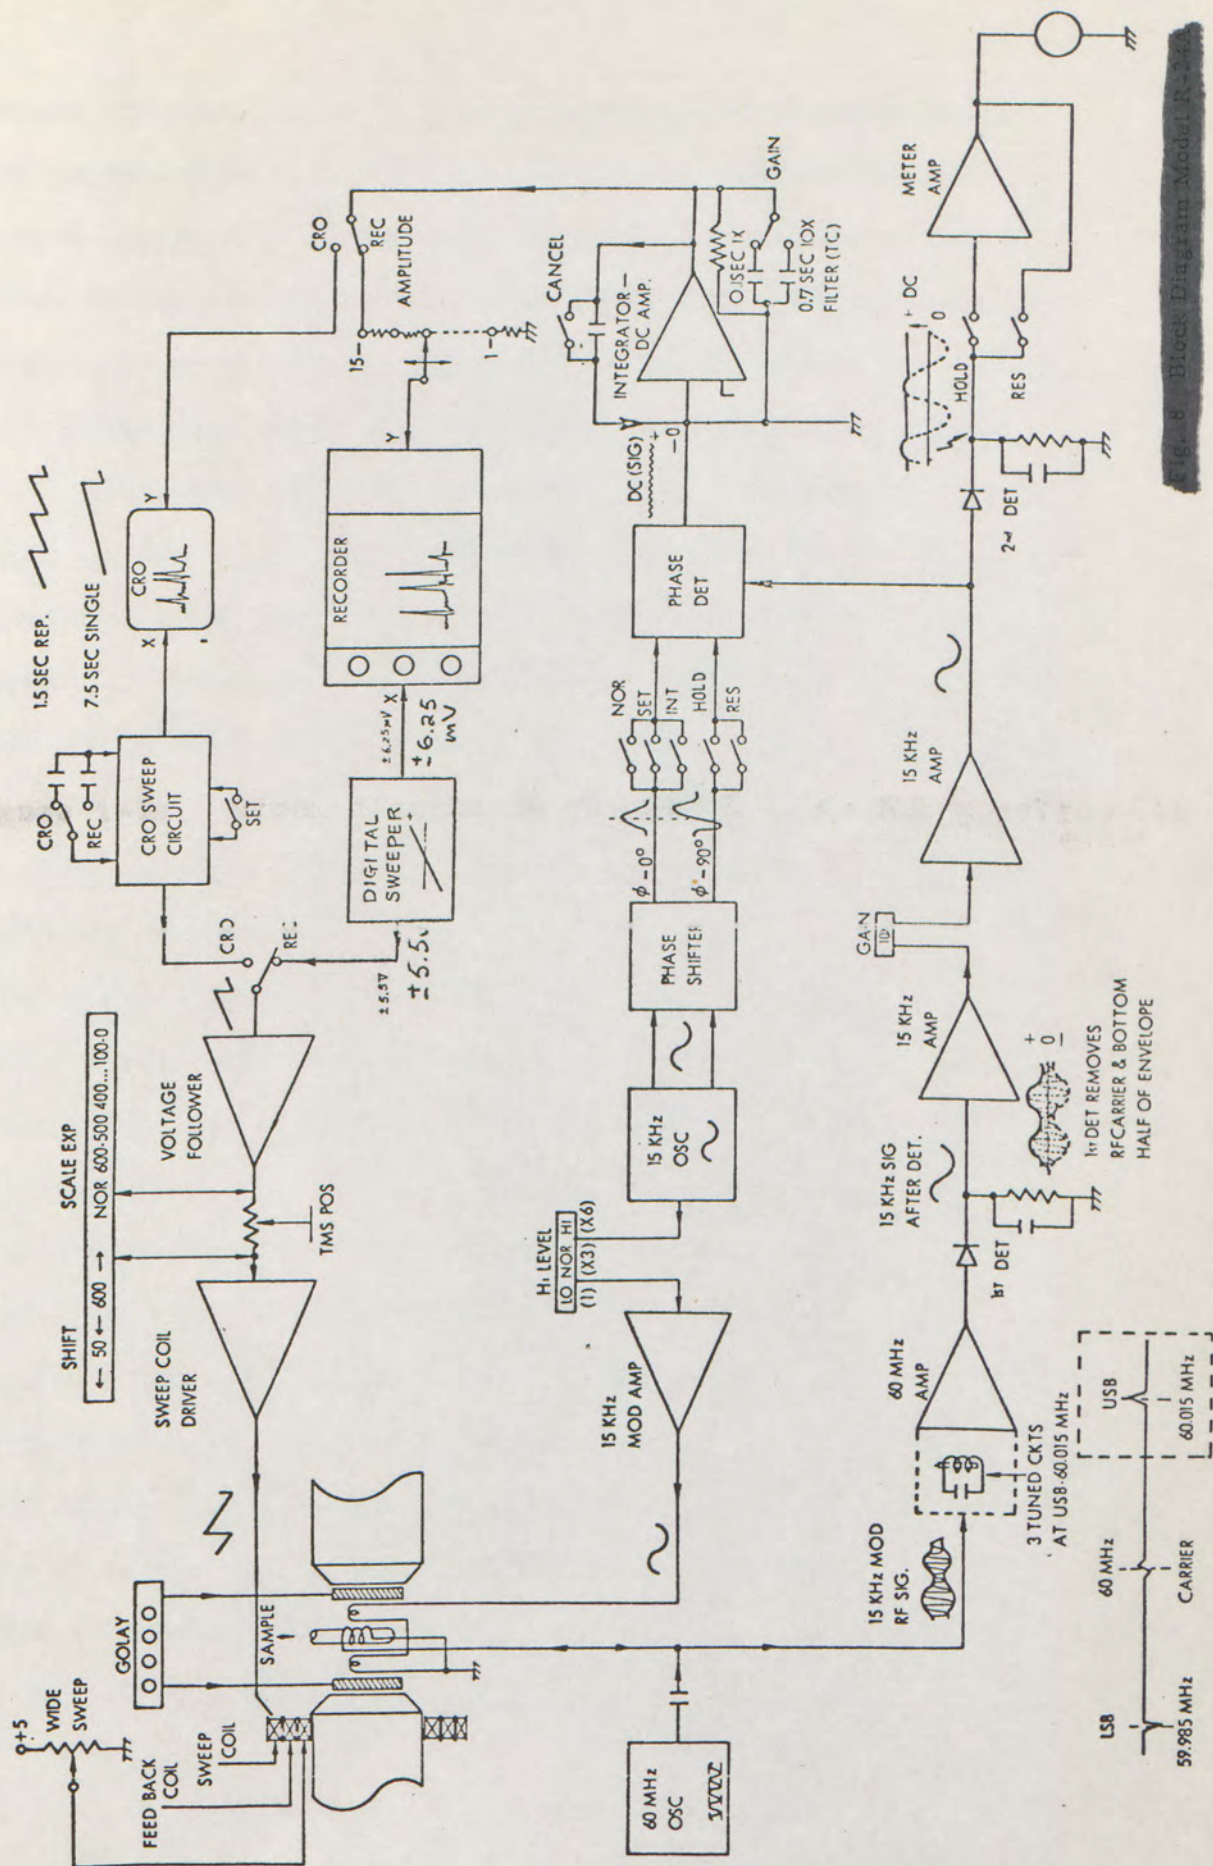 +5
WIDE
SWEEP
FEED BACK
COIL
SWEEP
COIL
GOLAY
SAMPLE
SHIFT
SCALE EXP
← 50 ← 600 → NOR 600-500 400...100-0
SWEEP COIL
DRIVER
TMS POS
VOLTAGE
FOLLOWER
CRO
±5.5V
±5.5
CRO
REC
CRO SWEEP
CIRCUIT
SET
1.5 SEC REP.
7.5 SEC SINGLE
X
CRO
Y
DIGITAL
SWEEPER
+
±6.25mV
±6.25
mV
X
RECORDER
Y
CRO
REC
AMPLITUDE
15
1
60 MHz
OSC
15 KHz
MOD AMP
H1 LEVEL
LO NOR HI
(1) (X3) (X6)
15 KHz
OSC
PHASE
SHIFTER
φ-0°
φ-90°
NOR
SET
INT
HOLD
RES
PHASE
DET
DC (SIG)
+
-0
INTEGRATOR—
DC AMP.
CANCEL
GAIN
0.1SEC 1X
0.7 SEC 10X
FILTER (TC)
15 KHz MOD
RF SIG.
3 TUNED CKTS
AT USB-60.015 MHz
60 MHz
AMP
1ST DET
15 KHz SIG
AFTER DET.
+
0
-
1ST DET REMOVES
RFCARRIER & BOTTOM
HALF OF ENVELOPE
15 KHz
AMP
GAIN
10
15 KHz
AMP
2nd DET
+ DC
0
HOLD
RES
METER
AMP
LSB
59.985 MHz
60 MHz
CARRIER
USB
60.015 MHz
Fig. 8 Block Diagram Model R-24A